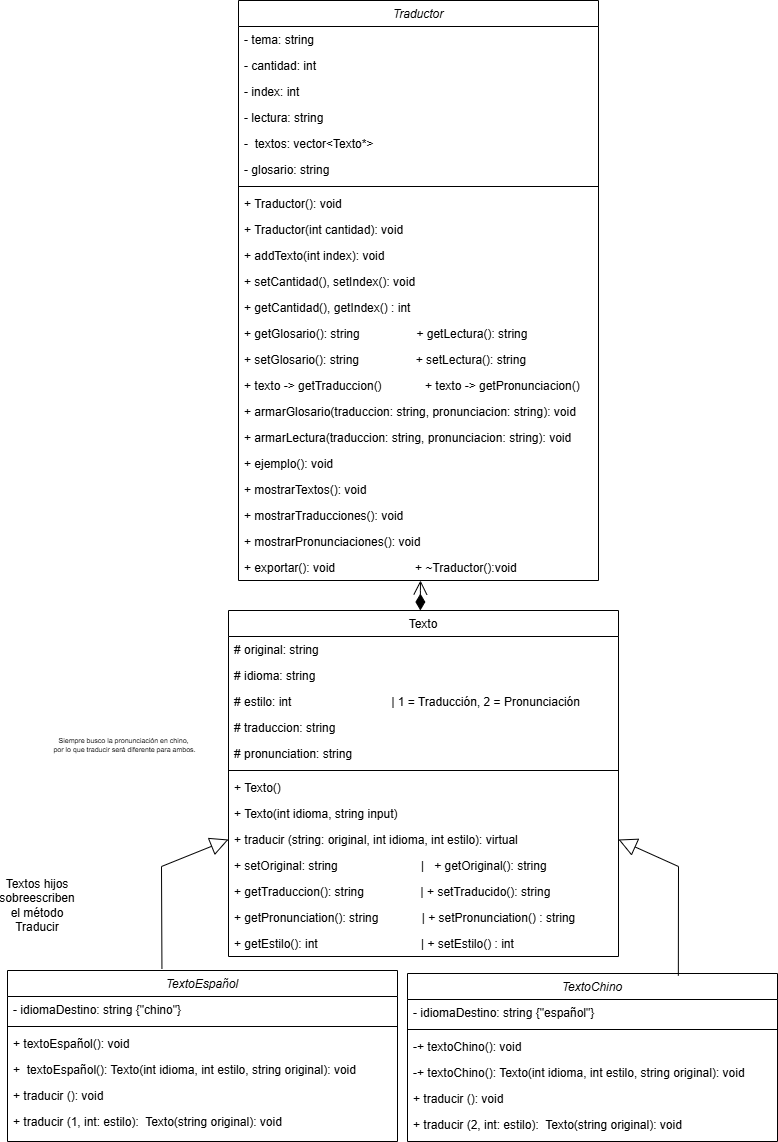 Traductor
- tema: string
- cantidad: int
- index: int
- lectura: string
-  textos: vector<Texto*>
- glosario: string
+ Traductor(): void
+ Traductor(int cantidad): void
+ addTexto(int index): void
+ setCantidad(), setIndex(): void
+ getCantidad(), getIndex() : int
+ getGlosario(): string + getLectura(): string
+ setGlosario(): string + setLectura(): string
+ texto -> getTraduccion() + texto -> getPronunciacion()
+ armarGlosario(traduccion: string, pronunciacion: string): void
+ armarLectura(traduccion: string, pronunciacion: string): void
+ ejemplo(): void
+ mostrarTextos(): void
+ mostrarTraducciones(): void
+ mostrarPronunciaciones(): void
+ exportar(): void + ~Traductor():void
Texto
# original: string
# idioma: string
# estilo: int | 1 = Traducción, 2 = Pronunciación
# traduccion: string
# pronunciation: string
Siempre busco la pronunciación en chino,
por lo que traducir será diferente para ambos.
+ Texto()
+ Texto(int idioma, string input)
+ traducir (string: original, int idioma, int estilo): virtual
+ setOriginal: string | + getOriginal(): string
+ getTraduccion(): string | + setTraducido(): string
+ getPronunciation(): string | + setPronunciation() : string
+ getEstilo(): int | + setEstilo() : int
Textos hijos
sobreescriben
el método
Traducir
TextoEspañol
- idiomaDestino: string {"chino"}
+ textoEspañol(): void
+  textoEspañol(): Texto(int idioma, int estilo, string original): void
+ traducir (): void
+ traducir (1, int: estilo):  Texto(string original): void
TextoChino
- idiomaDestino: string {"español"}
-+ textoChino(): void
-+ textoChino(): Texto(int idioma, int estilo, string original): void
+ traducir (): void
+ traducir (2, int: estilo):  Texto(string original): void